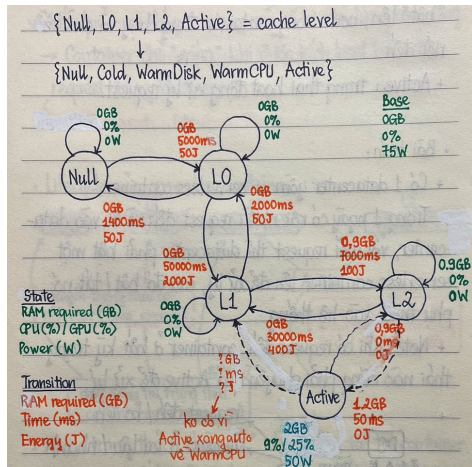 {Null, L0, L1, L2, Active} = cache level
{Null, Cold, WarmDisk, WarmCPU, Active}
0GB
0%
0W
0GB
0%
0W
Base
0GB
0%
75W
0GB
5000ms
50J
Null
L0
0GB
1400ms
50J
0GB
2000ms
50J
0GB
50000ms
2000J
0,9GB
7000ms
100J
0.9GB
0%
0W
L1
L2
0GB
0%
0W
0GB
30000ms
400J
0,9GB
0ms
0J
State
RAM required (GB)
CPU(%)/GPU(%)
Power (W)
? GB
? ms
? J
Active
1.2GB
50ms
0J
Transition
RAM required (GB)
Time (ms)
Energy (J)
ko có vì
Active xong auto
về WarmCPU
2GB
9%/25%
50W